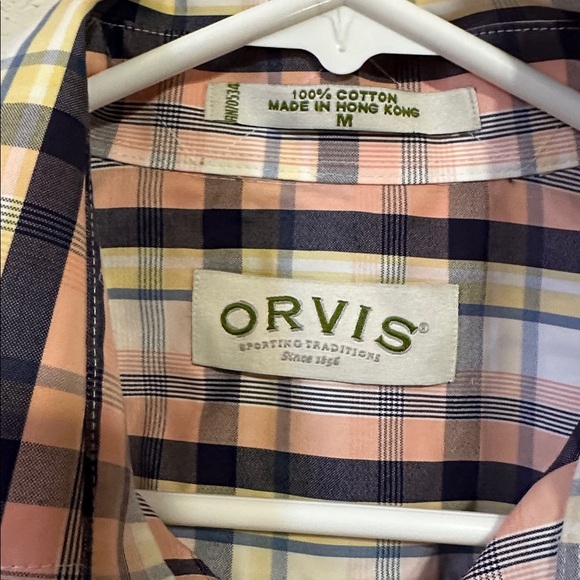 100% COTTON
MADE IN HONG KONG
M
ORVIS®
SPORTING TRADITIONS
Since 1856